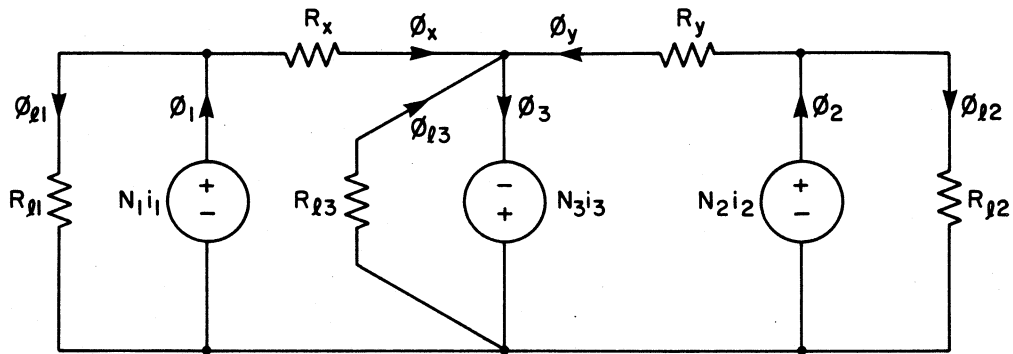 Rx
øx
øy
Ry
øℓ1
ø1
øℓ3
ø3
ø2
øℓ2
Rℓ1
N1i1
+
-
Rℓ3
-
+
N3i3
N2i2
+
-
Rℓ2